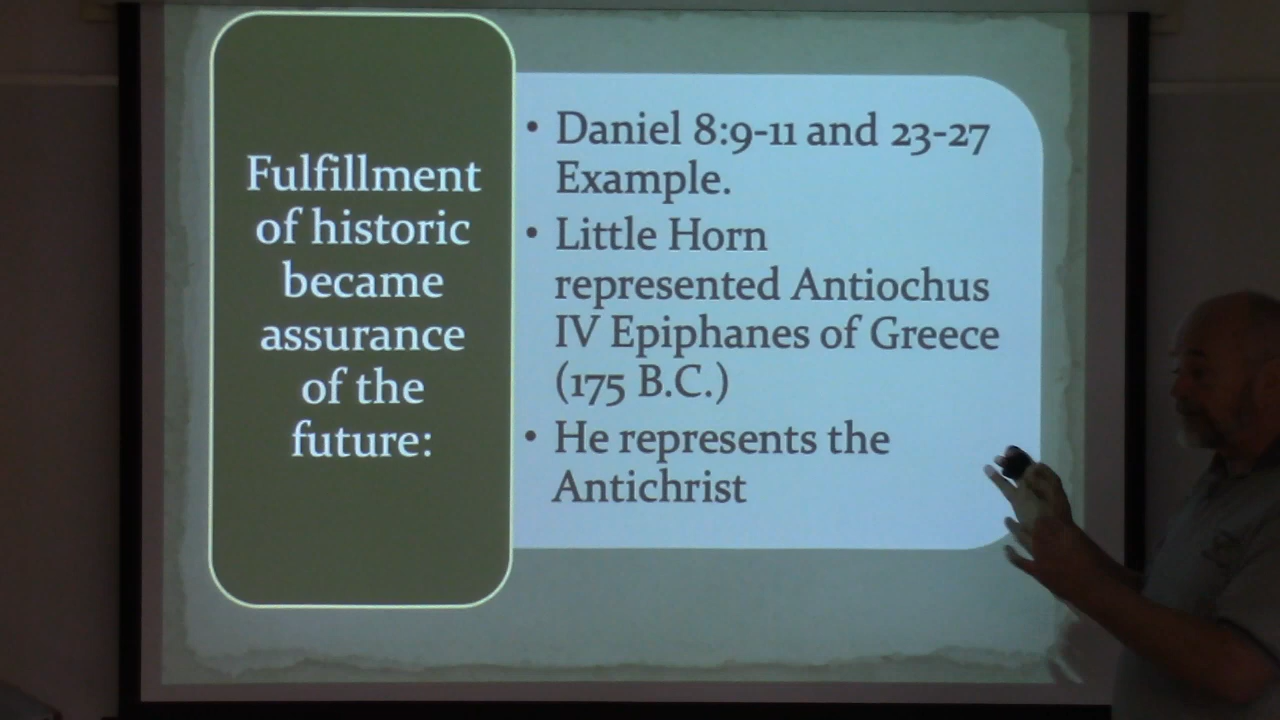 Fulfillment
of historic
became
assurance
of the
future:
• Daniel 8:9-11 and 23-27
Example.
• Little Horn
represented Antiochus
IV Epiphanes of Greece
(175 B.C.)
• He represents the
Antichrist